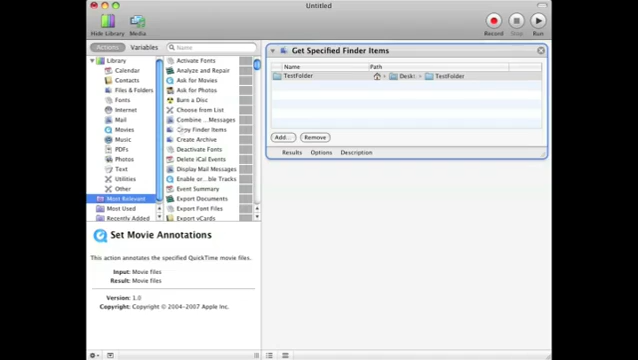 Untitled
Hide Library Media Record Stop Run
Actions Variables Name
Library
Calendar
Contacts
Files & Folders
Fonts
Internet
Mail
Movies
Music
PDFs
Photos
Text
Utilities
Other
Most Relevant
Most Used
Recently Added
Activate Fonts
Analyze and Repair
Ask for Movies
Ask for Photos
Burn a Disc
Choose from List
Combine ...Messages
Copy Finder Items
Create Archive
Deactivate Fonts
Delete iCal Events
Display Mail Messages
Enable or...ble Tracks
Event Summary
Export Documents
Export Font Files
Export vCards
Set Movie Annotations
This action annotates the specified QuickTime movie files.
Input: Movie files
Result: Movie files
Version: 1.0
Copyright: Copyright © 2004–2007 Apple Inc.
Get Specified Finder Items
Name Path
TestFolder Desk: TestFolder
Add... Remove
Results Options Description